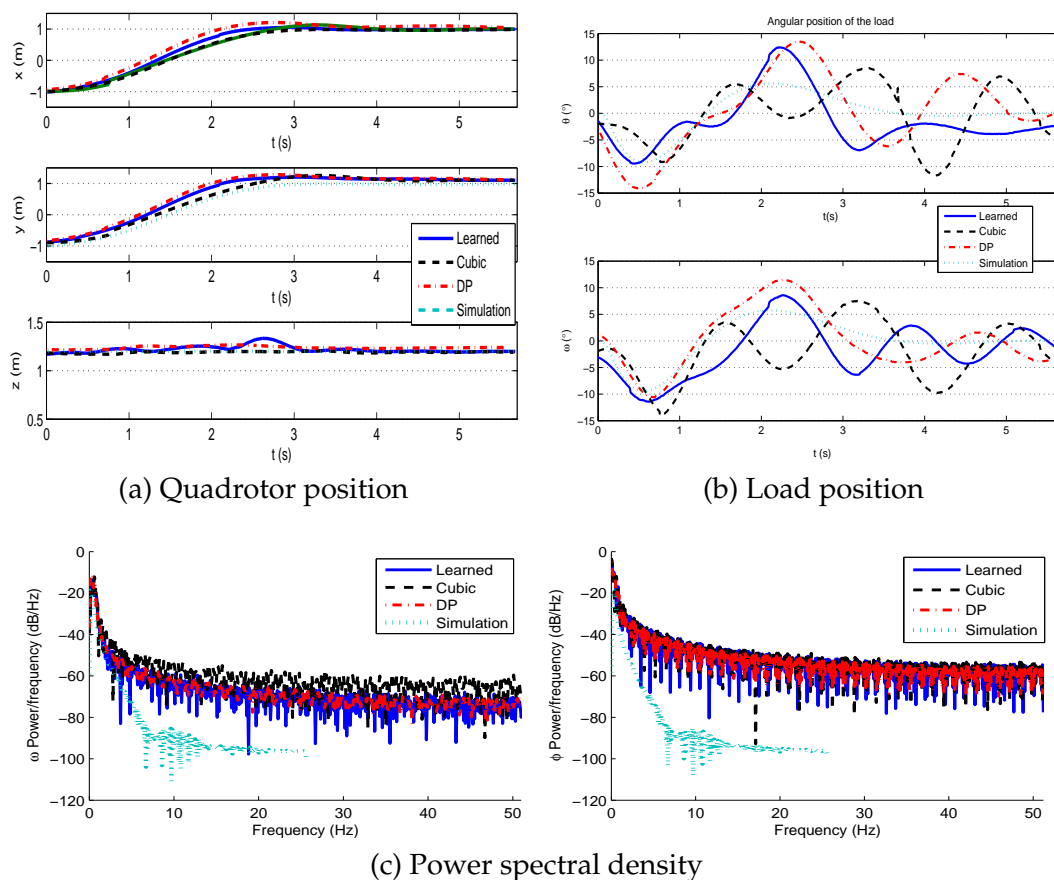 x (m)
1
0
−1
0 1 2 3 4 5
t (s)
y (m)
1
0
−1
0 1 2 3 4 5
t (s)
Learned
Cubic
DP
Simulation
z (m)
1.5
1
0.5
0 1 2 3 4 5
t (s)
(a) Quadrotor position
Angular position of the load
θ (°)
15
10
5
0
−5
−10
−15
0 1 2 3 4 5
t(s)
Learned
Cubic
DP
Simulation
ω (°)
15
10
5
0
−5
−10
−15
0 1 2 3 4 5
t (s)
(b) Load position
ω Power/frequency (dB/Hz)
0
−20
−40
−60
−80
−100
−120
0 10 20 30 40 50
Frequency (Hz)
Learned
Cubic
DP
Simulation
ϕ Power/frequency (dB/Hz)
0
−20
−40
−60
−80
−100
−120
0 10 20 30 40 50
Frequency (Hz)
Learned
Cubic
DP
Simulation
(c) Power spectral density